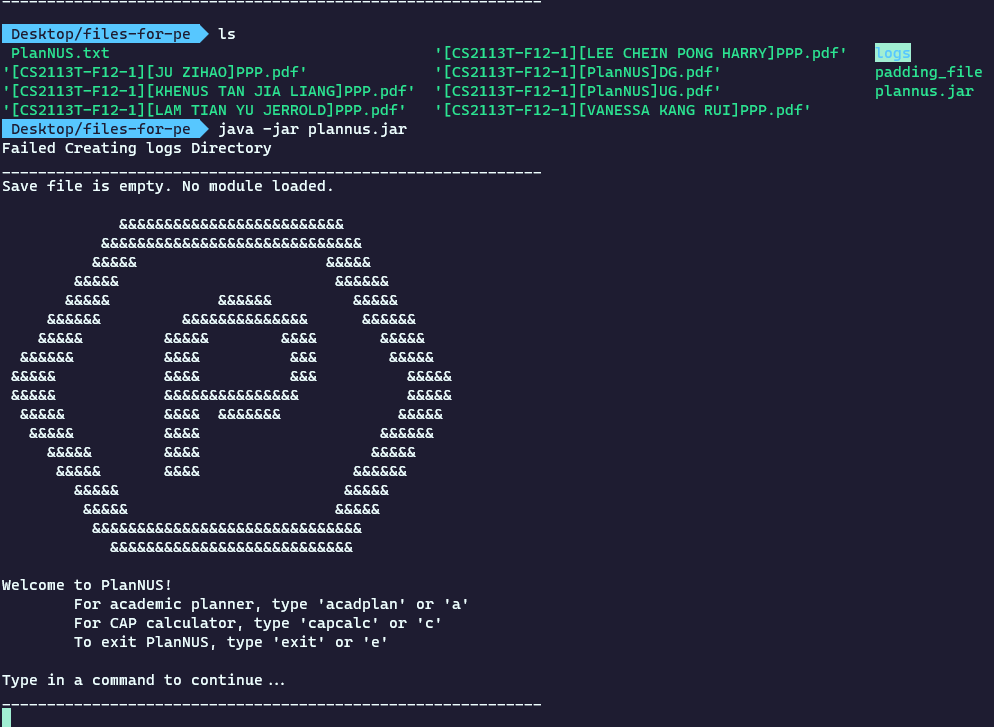 ------------------------------------------------------------
Desktop/files-for-pe  ls
 PlanNUS.txt                                    '[CS2113T-F12-1][LEE CHEIN PONG HARRY]PPP.pdf'   logs
'[CS2113T-F12-1][JU ZIHAO]PPP.pdf'              '[CS2113T-F12-1][PlanNUS]DG.pdf'                 padding_file
'[CS2113T-F12-1][KHENUS TAN JIA LIANG]PPP.pdf'  '[CS2113T-F12-1][PlanNUS]UG.pdf'                 plannus.jar
'[CS2113T-F12-1][LAM TIAN YU JERROLD]PPP.pdf'   '[CS2113T-F12-1][VANESSA KANG RUI]PPP.pdf'
Desktop/files-for-pe  java -jar plannus.jar
Failed Creating logs Directory
____________________________________________________________
Save file is empty. No module loaded.

             &&&&&&&&&&&&&&&&&&&&&&&&&
           &&&&&&&&&&&&&&&&&&&&&&&&&&&&&
          &&&&&                     &&&&&
        &&&&&                        &&&&&&
       &&&&&            &&&&&&         &&&&&
     &&&&&&         &&&&&&&&&&&&&&      &&&&&&
    &&&&&         &&&&&        &&&&       &&&&&
  &&&&&&          &&&&          &&&        &&&&&
 &&&&&            &&&&          &&&          &&&&&
 &&&&&            &&&&&&&&&&&&&&&            &&&&&
  &&&&&           &&&&  &&&&&&&             &&&&&
   &&&&&          &&&&                    &&&&&&
     &&&&&        &&&&                   &&&&&
      &&&&&       &&&&                 &&&&&&
        &&&&&                         &&&&&
         &&&&&                       &&&&&
          &&&&&&&&&&&&&&&&&&&&&&&&&&&&&&
            &&&&&&&&&&&&&&&&&&&&&&&&&&&

Welcome to PlanNUS!
        For academic planner, type 'acadplan' or 'a'
        For CAP calculator, type 'capcalc' or 'c'
        To exit PlanNUS, type 'exit' or 'e'

Type in a command to continue...
____________________________________________________________